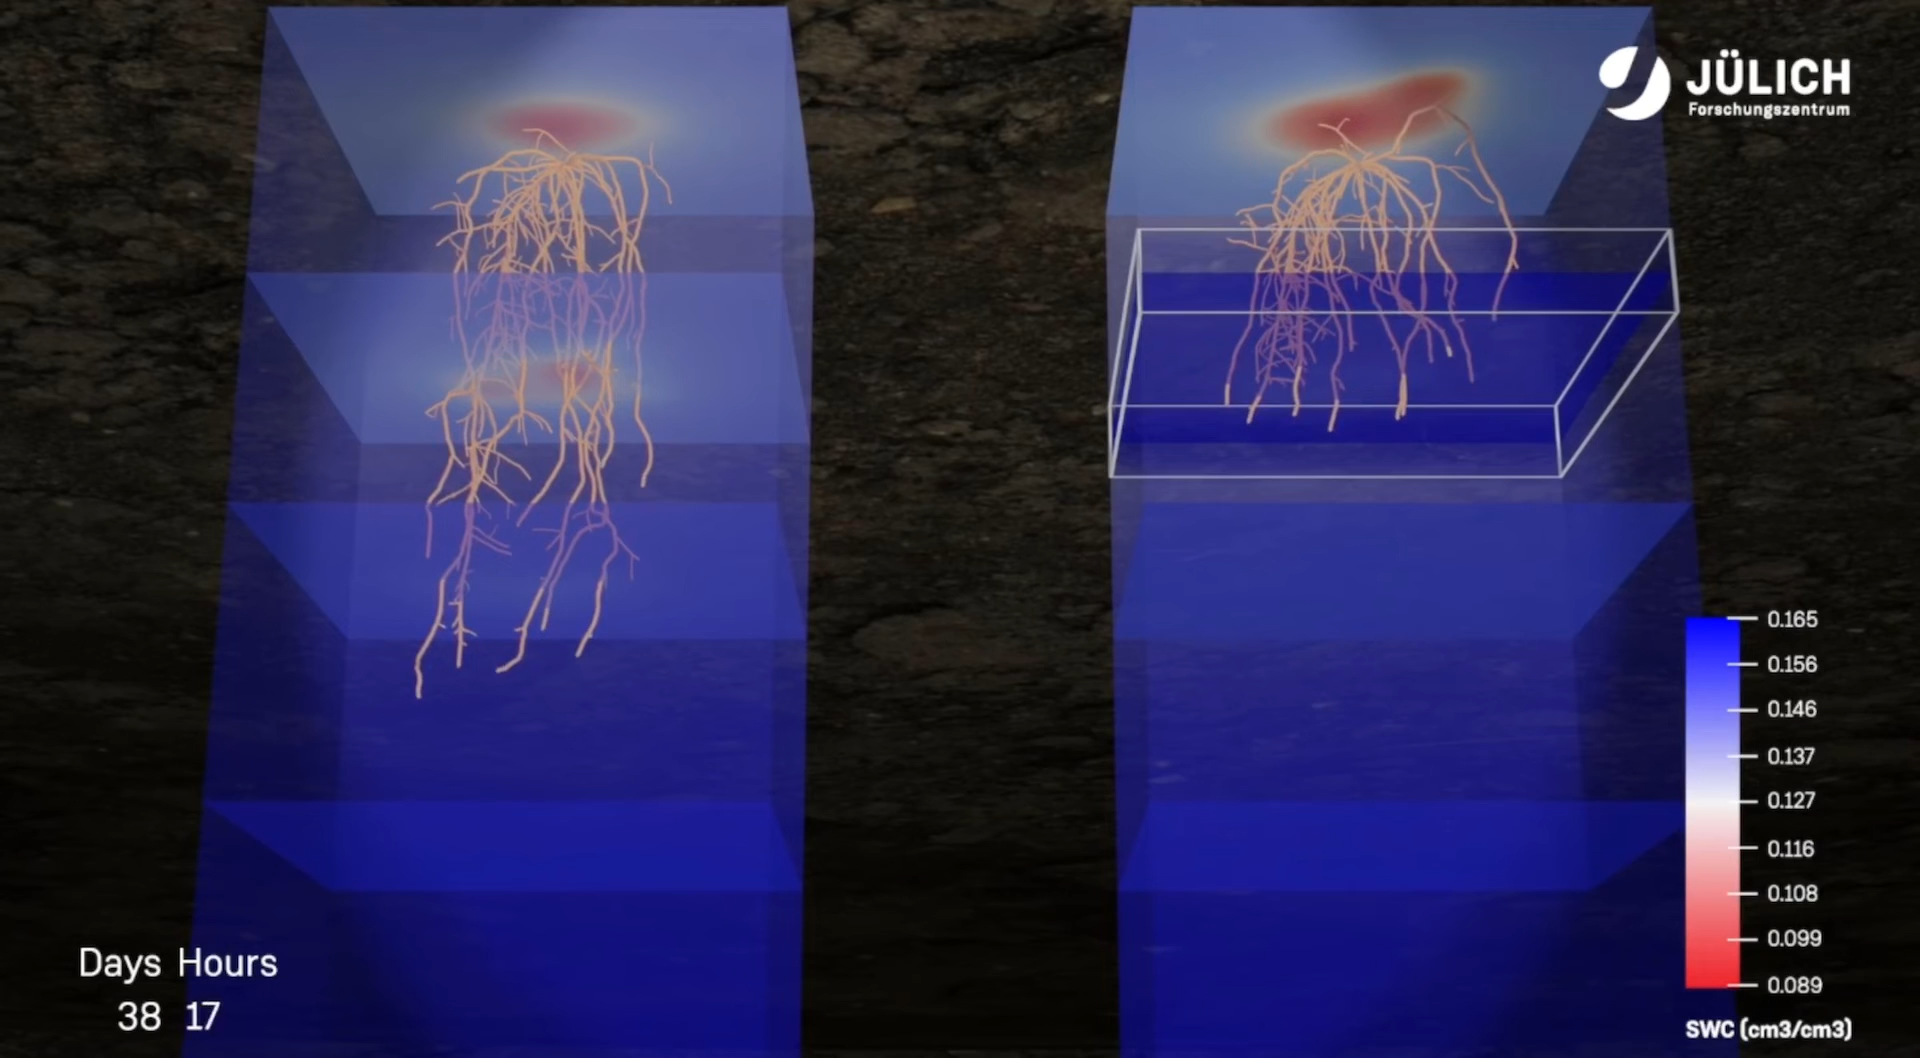 JÜLICH
Forschungszentrum
0.165
0.156
0.146
0.137
0.127
0.116
0.108
0.099
0.089
SWC (cm3/cm3)
Days Hours
38 17